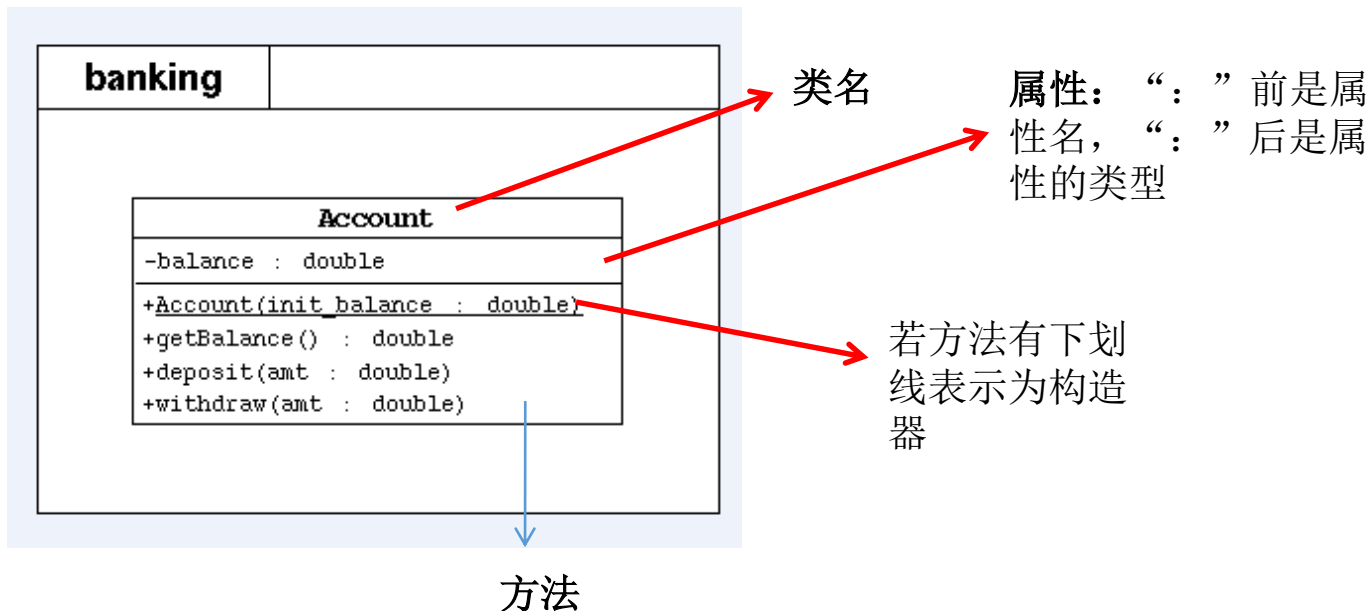 banking
类名
属性：“：”前是属
性名，“：”后是属
性的类型
Account
-balance : double
+Account(init_balance : double)
+getBalance() : double
+deposit(amt : double)
+withdraw(amt : double)
若方法有下划
线表示为构造
器
方法